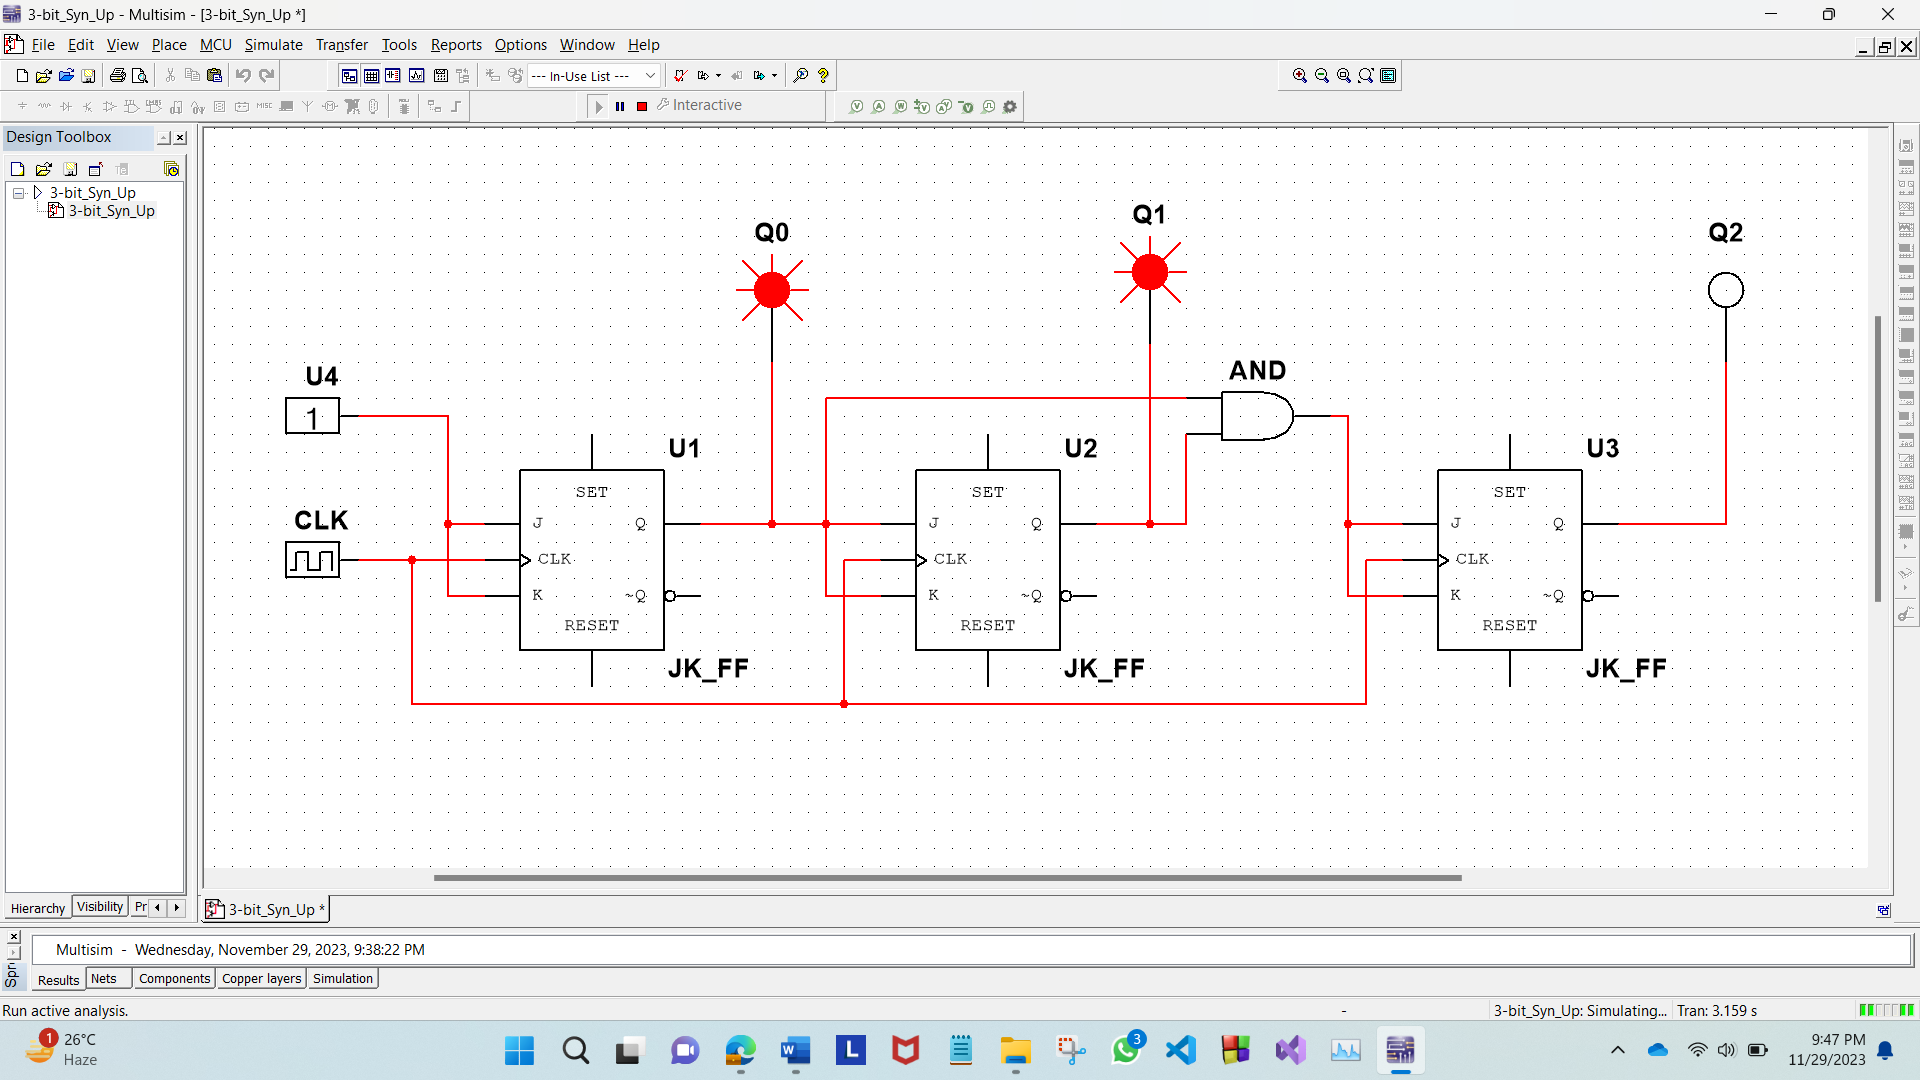 3-bit_Syn_Up - Multisim - [3-bit_Syn_Up *]
File Edit View Place MCU Simulate Transfer Tools Reports Options Window Help
--- In-Use List ---
Interactive
Design Toolbox
3-bit_Syn_Up
3-bit_Syn_Up
Q0
Q1
Q2
AND
U4
1
U1
U2
U3
CLK
SET
J Q
CLK
K ~Q
RESET
JK_FF
SET
J Q
CLK
K ~Q
RESET
JK_FF
SET
J Q
CLK
K ~Q
RESET
JK_FF
Hierarchy Visibility Pr
3-bit_Syn_Up *
Multisim - Wednesday, November 29, 2023, 9:38:22 PM
Spr
Results Nets Components Copper layers Simulation
Run active analysis.
-
3-bit_Syn_Up: Simulating... Tran: 3.159 s
1
26°C
Haze
W
L
3
9:47 PM
11/29/2023